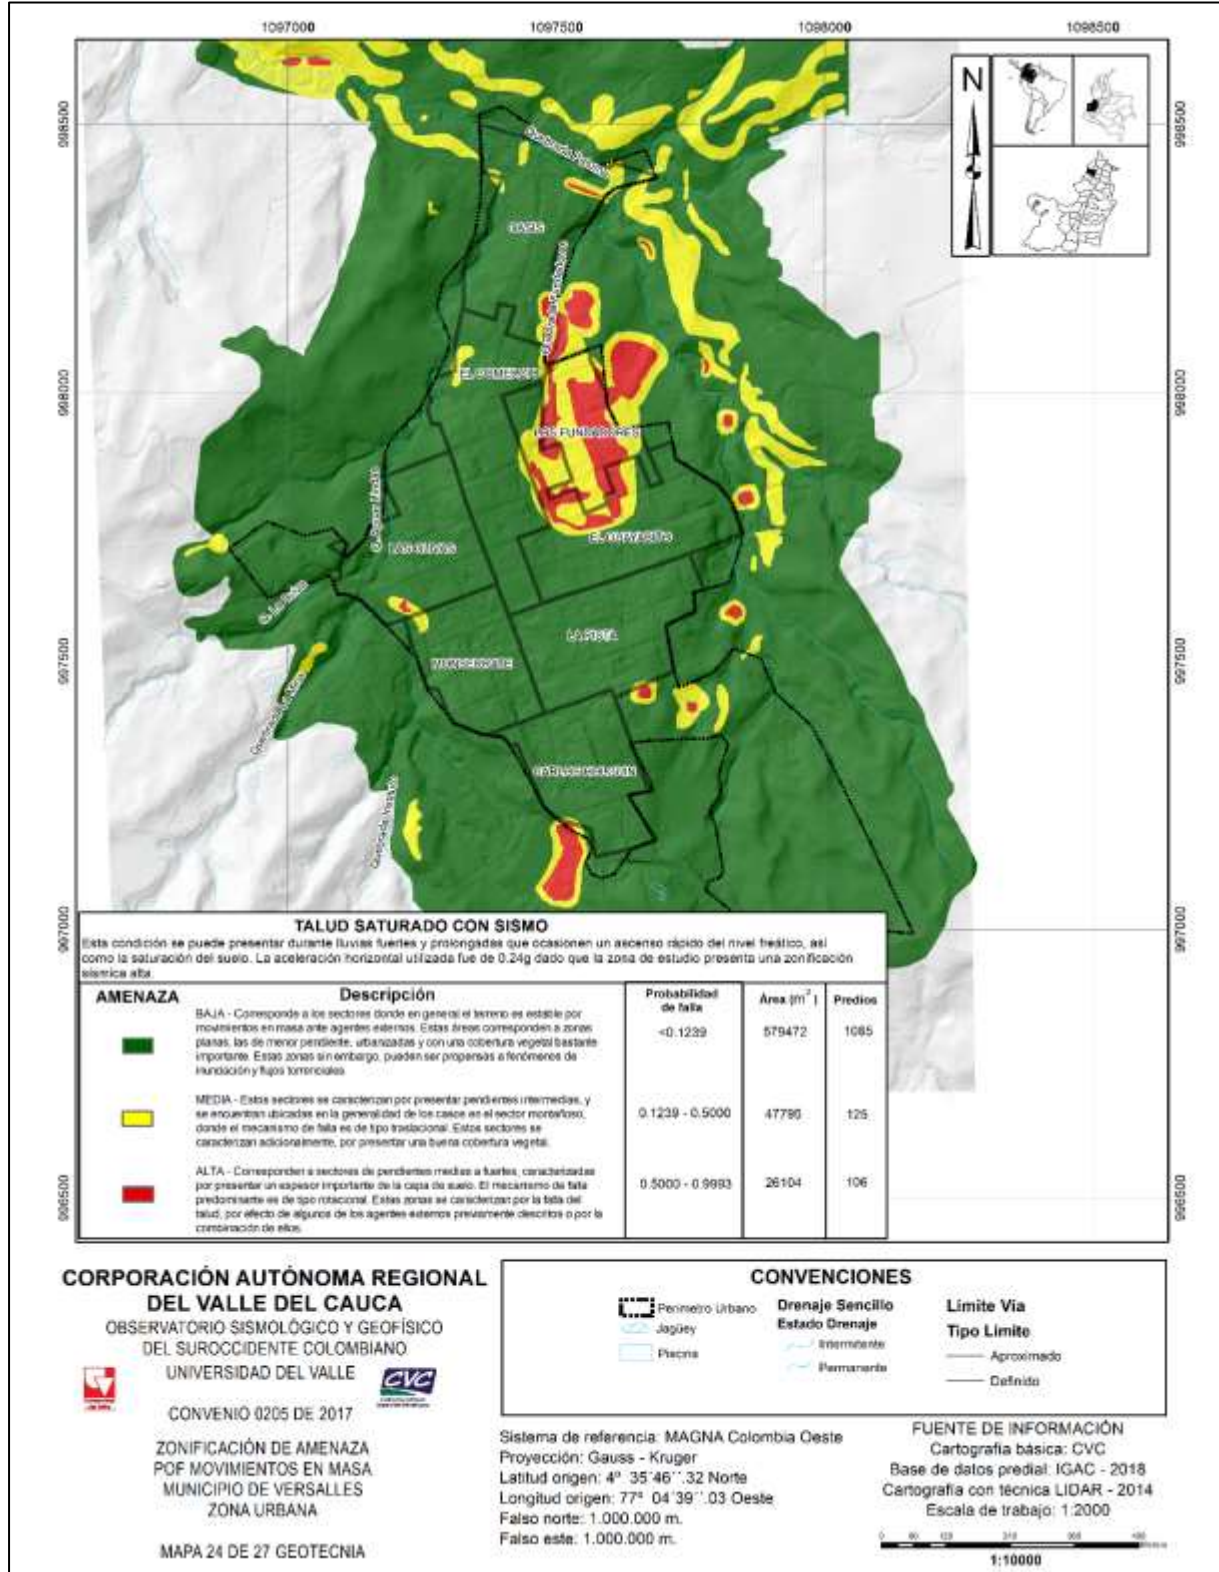 1097000 1097500 1098000 1098500
998500 998500
N
Quebrada
OASIS
998000 998000
LOS FUNDADORES
LA PISTA
MONSERRATE
997500 997500
CARLOS HOLGUIN
997000 997000
TALUD SATURADO CON SISMO
Esta condición se puede presentar durante lluvias fuertes y prolongadas que ocasionen un ascenso rápido del nivel freático, así
como la saturación del suelo. La aceleración horizontal utilizada fue de 0.24g dado que la zona de estudio presenta una zonificación
sísmica alta.
AMENAZA Descripción Probabilidad de falla Área (m²) Predios
BAJA - Corresponde a los sectores donde en general el terreno es estable por
movimientos en masa ante agentes externos. Estas áreas corresponden a zonas
planas, las de menor pendiente, urbanizadas y con una cobertura vegetal bastante
importante. Estas zonas sin embargo, pueden ser propensas a fenómenos de
inundación y flujos torrenciales
<0.1239 579472 1085
MEDIA - Estos sectores se caracterizan por presentar pendientes intermedias, y
se encuentran ubicadas en la generalidad de los casos en el sector montañoso,
donde el mecanismo de falla es de tipo traslacional. Estos sectores se
caracterizan adicionalmente, por presentar una buena cobertura vegetal.
0.1239 - 0.5000 47795 125
ALTA - Corresponden a sectores de pendientes medias a fuertes, caracterizadas
por presentar un espesor importante de la capa de suelo. El mecanismo de falla
predominante es de tipo rotacional. Estas zonas se caracterizan por la falla del
talud, por efecto de algunos de los agentes externos previamente descritos o por la
combinación de ellos.
0.5000 - 0.9993 26104 106
996500 996500
CORPORACIÓN AUTÓNOMA REGIONAL
DEL VALLE DEL CAUCA
OBSERVATORIO SISMOLÓGICO Y GEOFÍSICO
DEL SUROCCIDENTE COLOMBIANO
UNIVERSIDAD DEL VALLE
CVC
CONVENIO 0205 DE 2017
ZONIFICACIÓN DE AMENAZA
POF MOVIMIENTOS EN MASA
MUNICIPIO DE VERSALLES
ZONA URBANA
MAPA 24 DE 27 GEOTECNIA
CONVENCIONES
Perimetro Urbano
Jagüey
Piscina
Drenaje Sencillo
Estado Drenaje
Intermitente
Permanente
Limite Via
Tipo Limite
Aproximado
Definido
Sistema de referencia: MAGNA Colombia Oeste
Proyección: Gauss - Kruger
Latitud origen: 4º 35´46´´.32 Norte
Longitud origen: 77º 04´39´´.03 Oeste
Falso norte: 1.000.000 m.
Falso este: 1.000.000 m.
FUENTE DE INFORMACIÓN
Cartografía básica: CVC
Base de datos predial: IGAC - 2018
Cartografía con técnica LIDAR - 2014
Escala de trabajo: 1:2000
1:10000